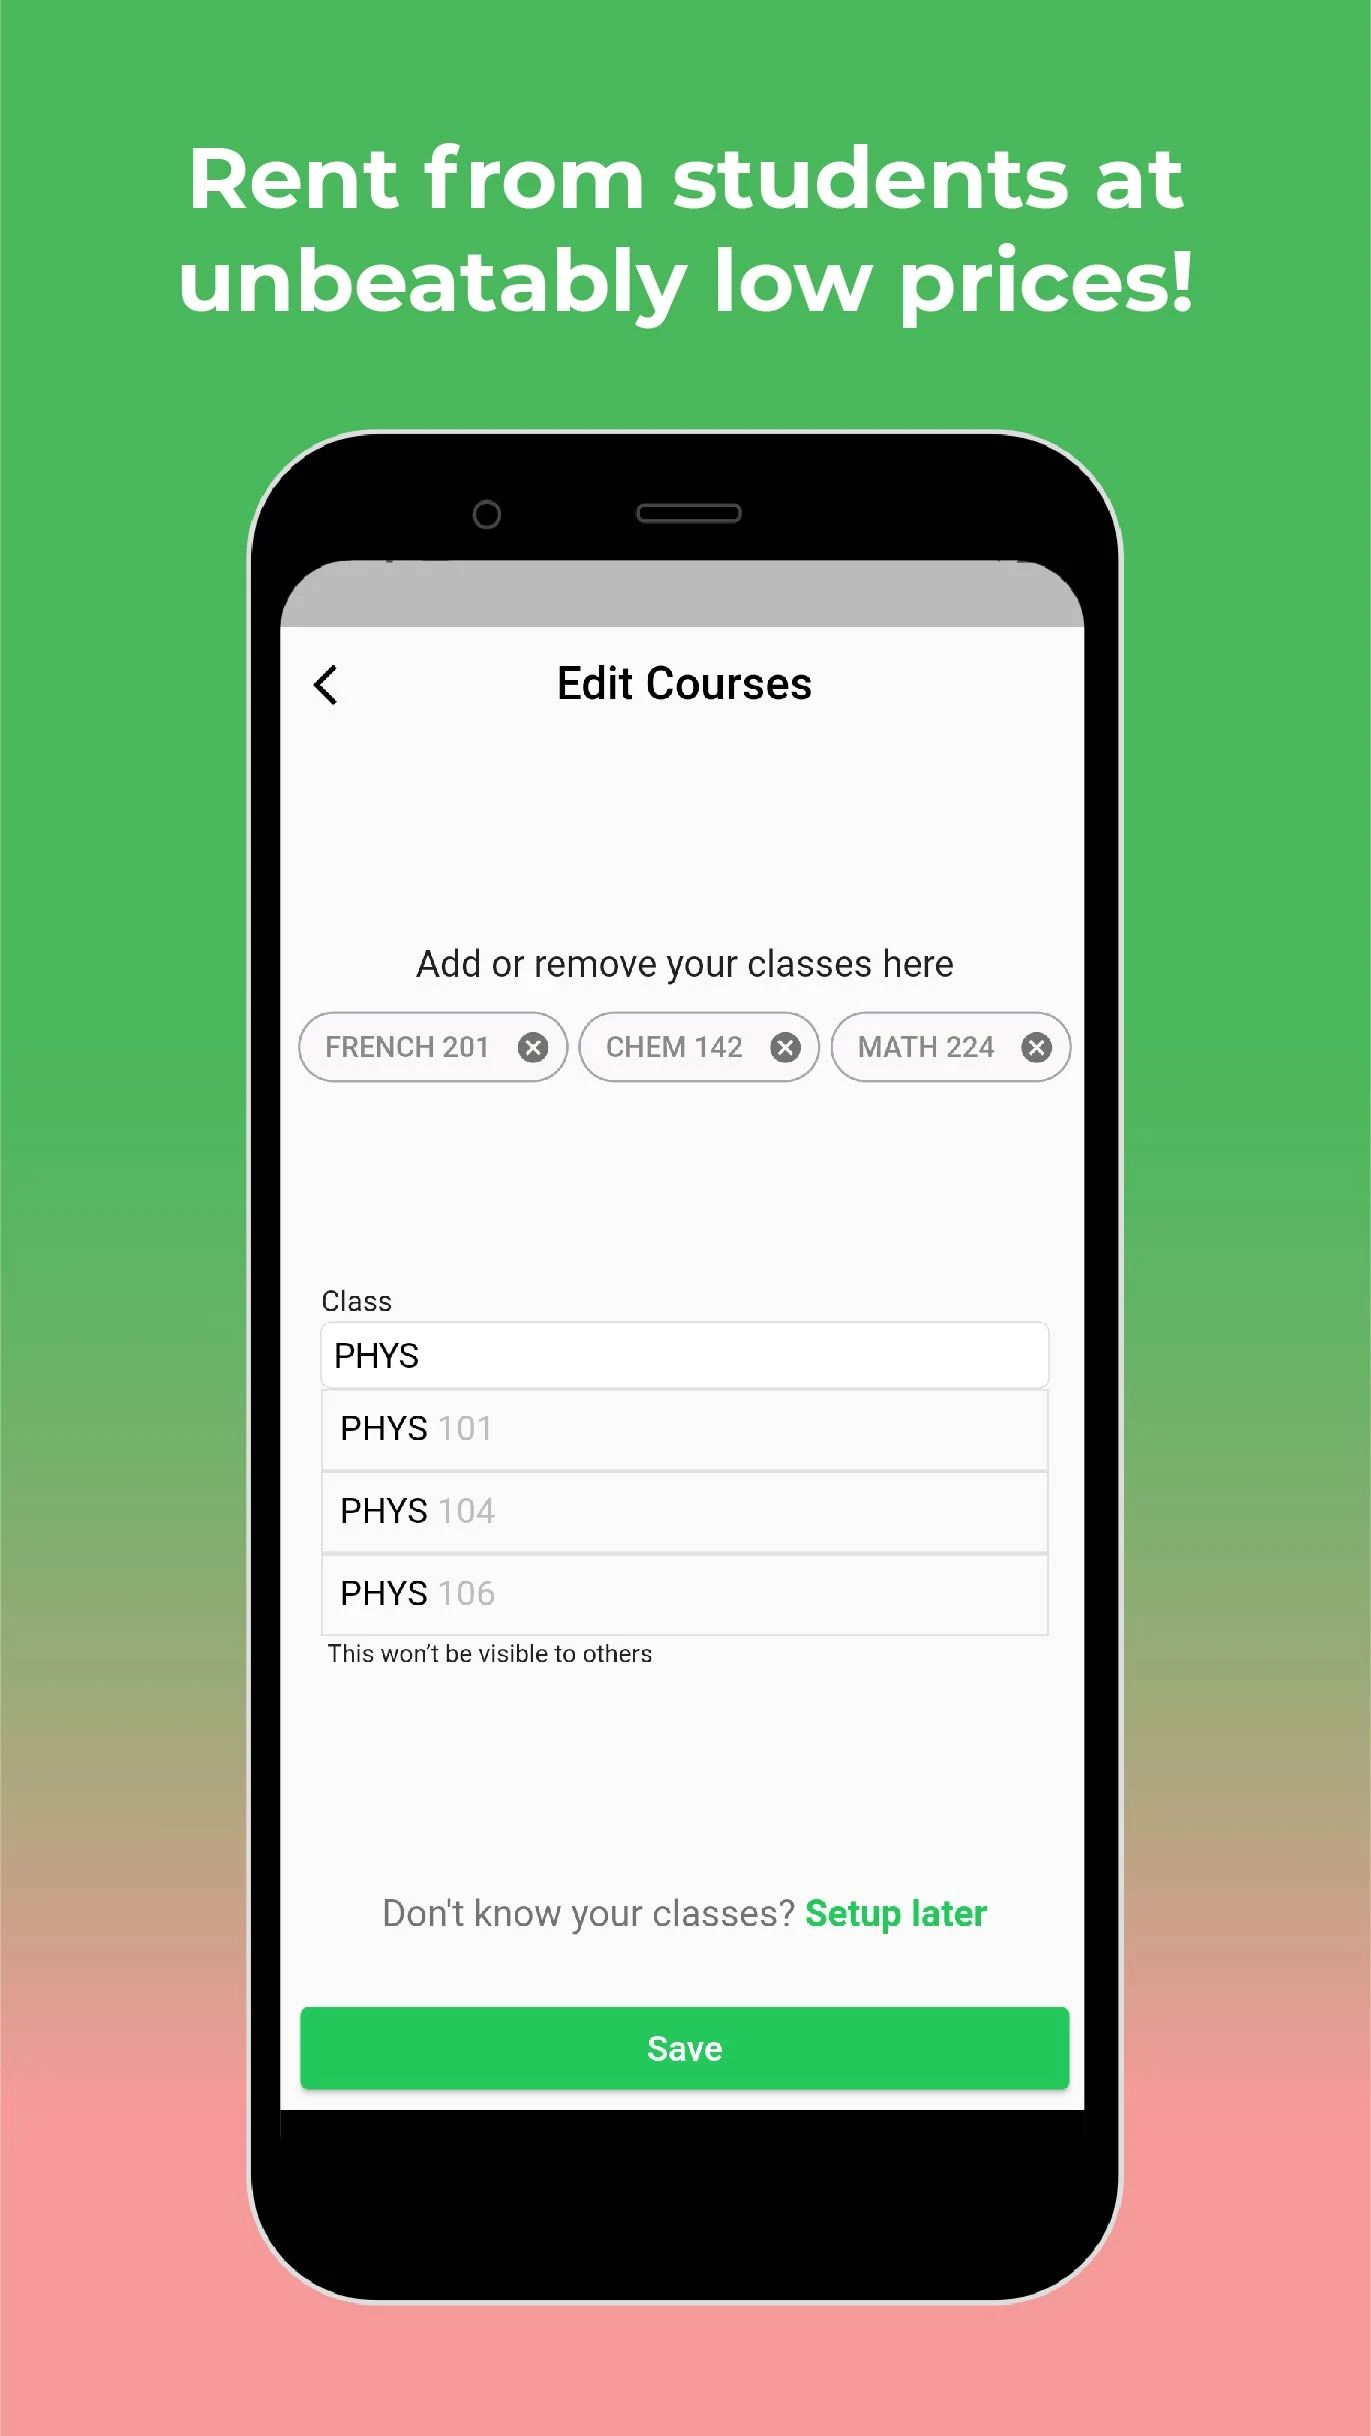 Rent from students at
unbeatably low prices!
Edit Courses
Add or remove your classes here
FRENCH 201
CHEM 142
MATH 224
Class
PHYS
PHYS 101
PHYS 104
PHYS 106
This won’t be visible to others
Don't know your classes? Setup later
Save